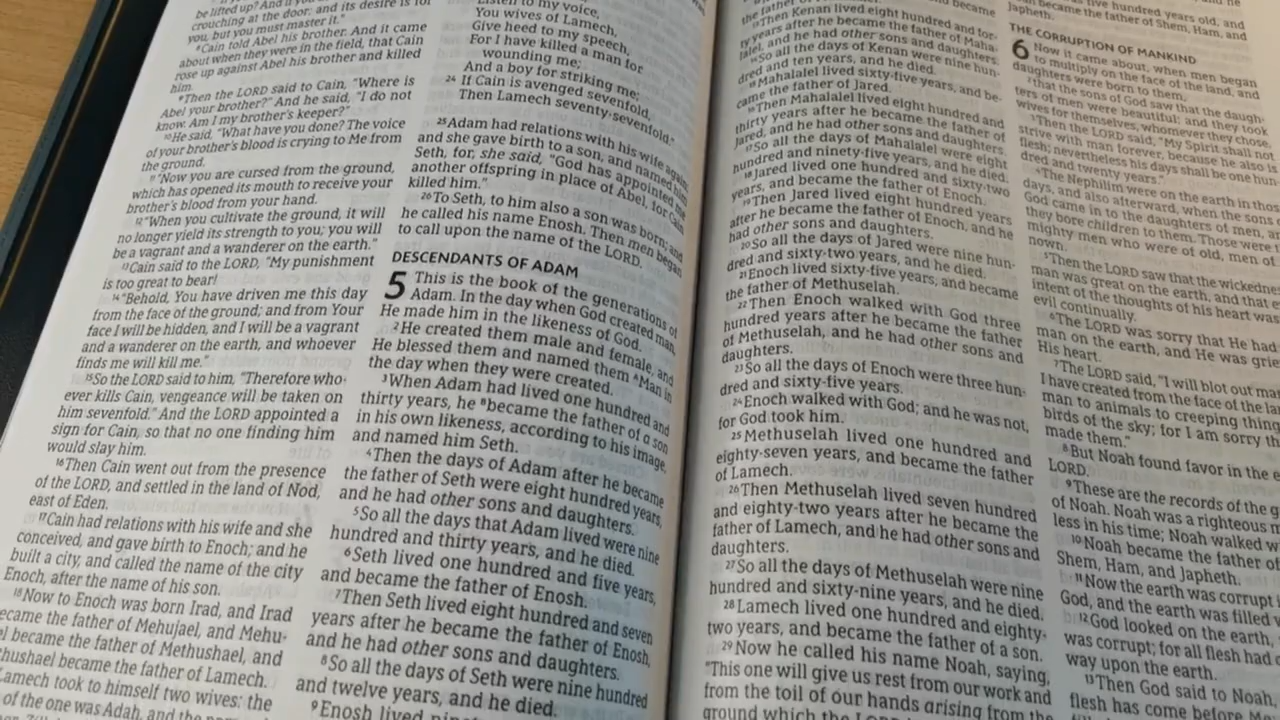 be lifted up? And if you
crouching at the door; and its desire is for
you, but you must master it."
8Cain told Abel his brother. And it came
about when they were in the field, that Cain
rose up against Abel his brother and killed
him.
9Then the LORD said to Cain, "Where is
Abel your brother?" And he said, "I do not
know. Am I my brother's keeper?"
10He said, "What have you done? The voice
of your brother's blood is crying to Me from
the ground.
11"Now you are cursed from the ground,
which has opened its mouth to receive your
brother's blood from your hand.
12"When you cultivate the ground, it will
no longer yield its strength to you; you will
be a vagrant and a wanderer on the earth."
13Cain said to the LORD, "My punishment
is too great to bear!
14"Behold, You have driven me this day
from the face of the ground; and from Your
face I will be hidden, and I will be a vagrant
and a wanderer on the earth, and whoever
finds me will kill me."
15So the LORD said to him, "Therefore who-
ever kills Cain, vengeance will be taken on
him sevenfold." And the LORD appointed a
sign for Cain, so that no one finding him
would slay him.
16Then Cain went out from the presence
of the LORD, and settled in the land of Nod,
east of Eden.
17Cain had relations with his wife and she
conceived, and gave birth to Enoch; and he
built a city, and called the name of the city
Enoch, after the name of his son.
18Now to Enoch was born Irad, and Irad
became the father of Mehujael, and Mehu-
became the father of Methushael, and
became the father of Lamech.
Lamech took to himself two wives: the
of the one was Adah, and the
Listen to my voice,
You wives of Lamech,
Give heed to my speech,
For I have killed a man for
wounding me;
And a boy for striking me;
24 If Cain is avenged sevenfold,
Then Lamech seventy-sevenfold."
25Adam had relations with his wife again;
and she gave birth to a son, and named him
Seth, for, she said, "God has appointed me
another offspring in place of Abel, for Cain
killed him."
26To Seth, to him also a son was born; and
he called his name Enosh. Then men began
to call upon the name of the LORD.
DESCENDANTS OF ADAM
5 This is the book of the generations of
Adam. In the day when God created man,
He made him in the likeness of God.
2He created them male and female, and
He blessed them and named them AMan in
the day when they were created.
3When Adam had lived one hundred and
thirty years, he Bbecame the father of a son
in his own likeness, according to his image,
and named him Seth.
4Then the days of Adam after he became
the father of Seth were eight hundred years,
and he had other sons and daughters.
5So all the days that Adam lived were nine
hundred and thirty years, and he died.
6Seth lived one hundred and five years,
and became the father of Enosh.
7Then Seth lived eight hundred and seven
years after he became the father of Enosh,
and he had other sons and daughters.
8So all the days of Seth were nine hundred
and twelve years, and he died.
9Enosh lived
the father of
13Then Kenan lived eight hundred and for-
ty years after he became the father of Maha-
lalel, and he had other sons and daughters.
14So all the days of Kenan were nine hun-
dred and ten years, and he died.
15Mahalalel lived sixty-five years, and be-
came the father of Jared.
16Then Mahalalel lived eight hundred and
thirty years after he became the father of
Jared, and he had other sons and daughters.
17So all the days of Mahalalel were eight
hundred and ninety-five years, and he died.
18Jared lived one hundred and sixty-two
years, and became the father of Enoch.
19Then Jared lived eight hundred years
after he became the father of Enoch, and he
had other sons and daughters.
20So all the days of Jared were nine hun-
dred and sixty-two years, and he died.
21Enoch lived sixty-five years, and became
the father of Methuselah.
22Then Enoch walked with God three
hundred years after he became the father
of Methuselah, and he had other sons and
daughters.
23So all the days of Enoch were three hun-
dred and sixty-five years.
24Enoch walked with God; and he was not,
for God took him.
25Methuselah lived one hundred and
eighty-seven years, and became the father
of Lamech.
26Then Methuselah lived seven hundred
and eighty-two years after he became the
father of Lamech, and he had other sons and
daughters.
27So all the days of Methuselah were nine
hundred and sixty-nine years, and he died.
28Lamech lived one hundred and eighty-
two years, and became the father of a son.
29Now he called his name Noah, saying,
"This one will give us rest from our work and
from the toil of our hands arising from the
ground which the LORD
five hundred years old, and
became the father of Shem, Ham, and
Japheth.
THE CORRUPTION OF MANKIND
6 Now it came about, when men began
to multiply on the face of the land, and
daughters were born to them,
2that the sons of God saw that the daugh-
ters of men were beautiful; and they took
wives for themselves, whomever they chose.
3Then the LORD said, "My Spirit shall not
strive with man forever, because he also is
flesh; nevertheless his days shall be one hun-
dred and twenty years."
4The Nephilim were on the earth in those
days, and also afterward, when the sons
God came in to the daughters of men, an
they bore children to them. Those were
mighty men who were of old, men of
nown.
5Then the LORD saw that the wickednes
man was great on the earth, and that e
intent of the thoughts of his heart was
evil continually.
6The LORD was sorry that He had
man on the earth, and He was grie
His heart.
7The LORD said, "I will blot out ma
I have created from the face of the la
man to animals to creeping thing
birds of the sky; for I am sorry th
made them."
8But Noah found favor in the e
LORD.
9These are the records of the g
of Noah. Noah was a righteous
less in his time; Noah walked w
10Noah became the father of
Shem, Ham, and Japheth.
11Now the earth was corrupt
God, and the earth was filled
12God looked on the earth,
was corrupt; for all flesh had
way upon the earth.
13Then God said to Noah,
flesh has come before